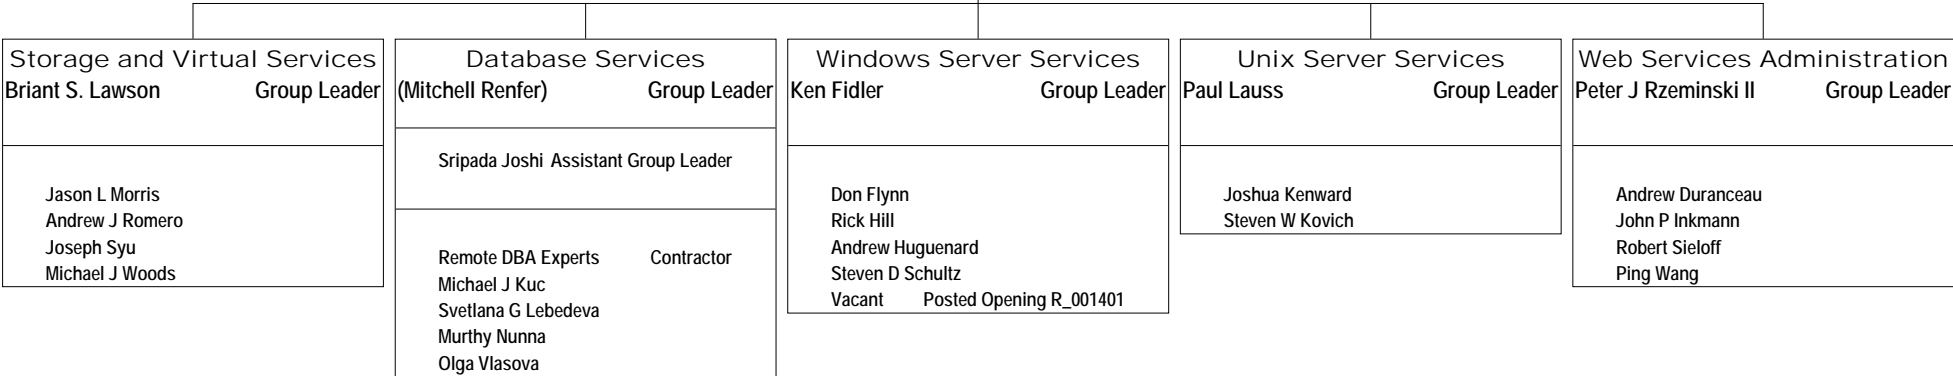 Storage and Virtual Services
Briant S. Lawson Group Leader
Jason L Morris
Andrew J Romero
Joseph Syu
Michael J Woods
Database Services
(Mitchell Renfer) Group Leader
Sripada Joshi Assistant Group Leader
Remote DBA Experts Contractor
Michael J Kuc
Svetlana G Lebedeva
Murthy Nunna
Olga Vlasova
Windows Server Services
Ken Fidler Group Leader
Don Flynn
Rick Hill
Andrew Huguenard
Steven D Schultz
Vacant Posted Opening R_001401
Unix Server Services
Paul Lauss Group Leader
Joshua Kenward
Steven W Kovich
Web Services Administration
Peter J Rzeminski II Group Leader
Andrew Duranceau
John P Inkmann
Robert Sieloff
Ping Wang